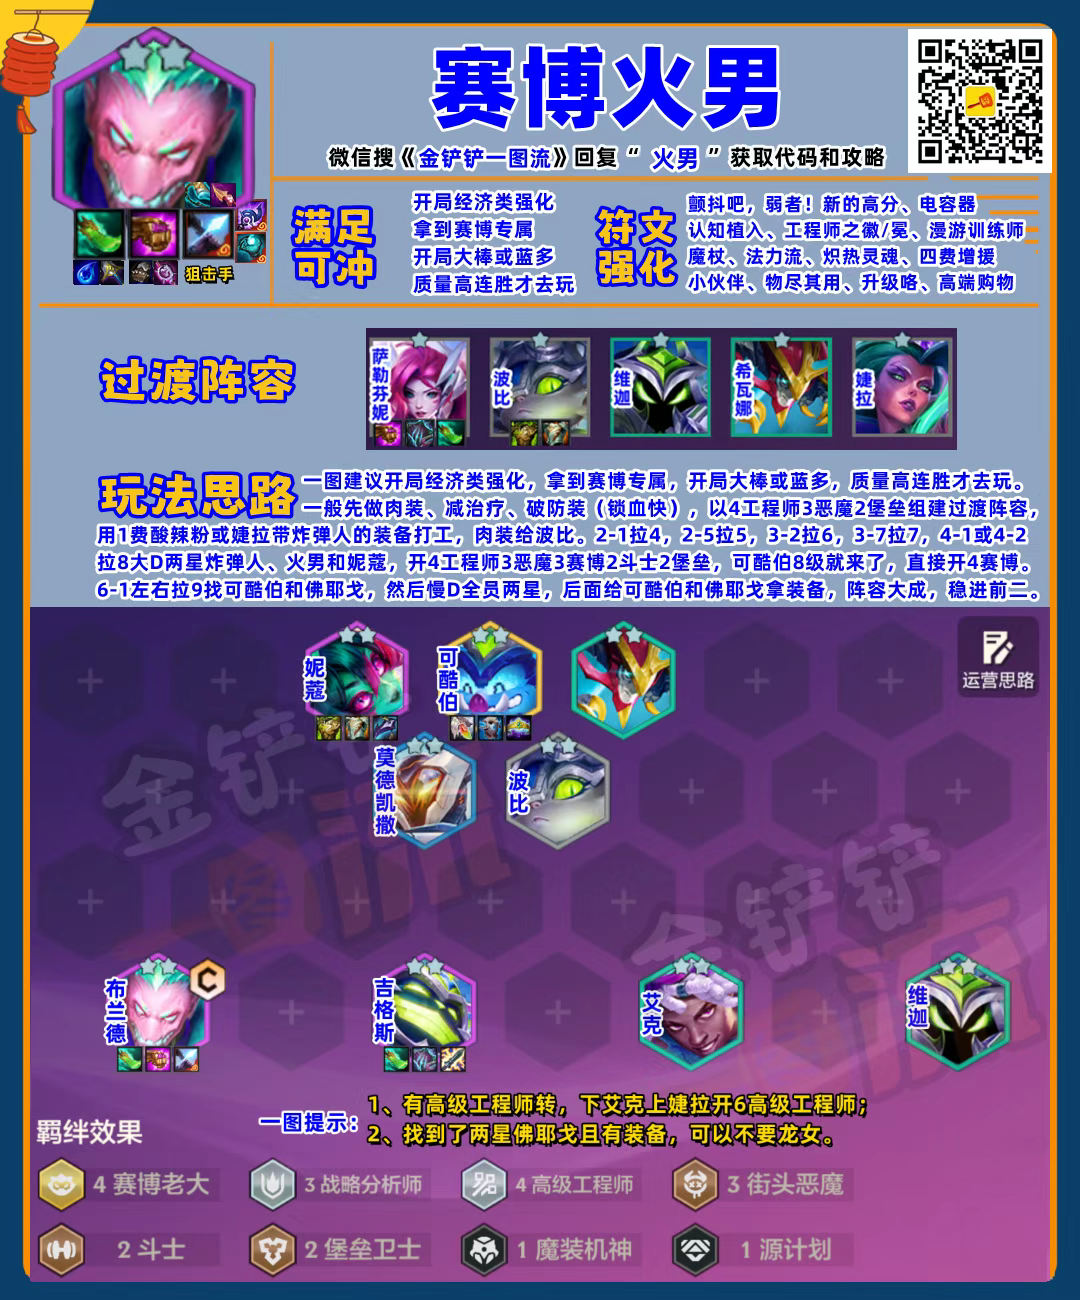 赛博火男
微信搜《金铲铲一图流》回复“ 火男 ”获取代码和攻略
狙击手
满足
可冲
开局经济类强化
拿到赛博专属
开局大棒或蓝多
质量高连胜才去玩
符文
强化
颤抖吧，弱者！新的高分、电容器
认知植入、工程师之徽/冕、漫游训练师
魔杖、法力流、炽热灵魂、四费增援
小伙伴、物尽其用、升级咯、高端购物
过渡阵容
萨勒芬妮
波比
维迦
希瓦娜
婕拉
玩法思路
一图建议开局经济类强化，拿到赛博专属，开局大棒或蓝多，质量高连胜才去玩。
一般先做肉装、减治疗、破防装（锁血快），以4工程师3恶魔2堡垒组建过渡阵容，
用1费酸辣粉或婕拉带炸弹人的装备打工，肉装给波比。2-1拉4，2-5拉5，3-2拉6，3-7拉7，4-1或4-2
拉8大D两星炸弹人、火男和妮蔻，开4工程师3恶魔3赛博2斗士2堡垒，可酷伯8级就来了，直接开4赛博。
6-1左右拉9找可酷伯和佛耶戈，然后慢D全员两星，后面给可酷伯和佛耶戈拿装备，阵容大成，稳进前二。
运营思路
妮蔻
可酷伯
莫德凯撒
波比
金铲铲
一图流
金铲铲
一图流
布兰德
C
吉格斯
艾克
维迦
一图提示：
1、有高级工程师转，下艾克上婕拉开6高级工程师；
2、找到了两星佛耶戈且有装备，可以不要龙女。
羁绊效果
4 赛博老大
3 战略分析师
4 高级工程师
3 街头恶魔
2 斗士
2 堡垒卫士
1 魔装机神
1 源计划